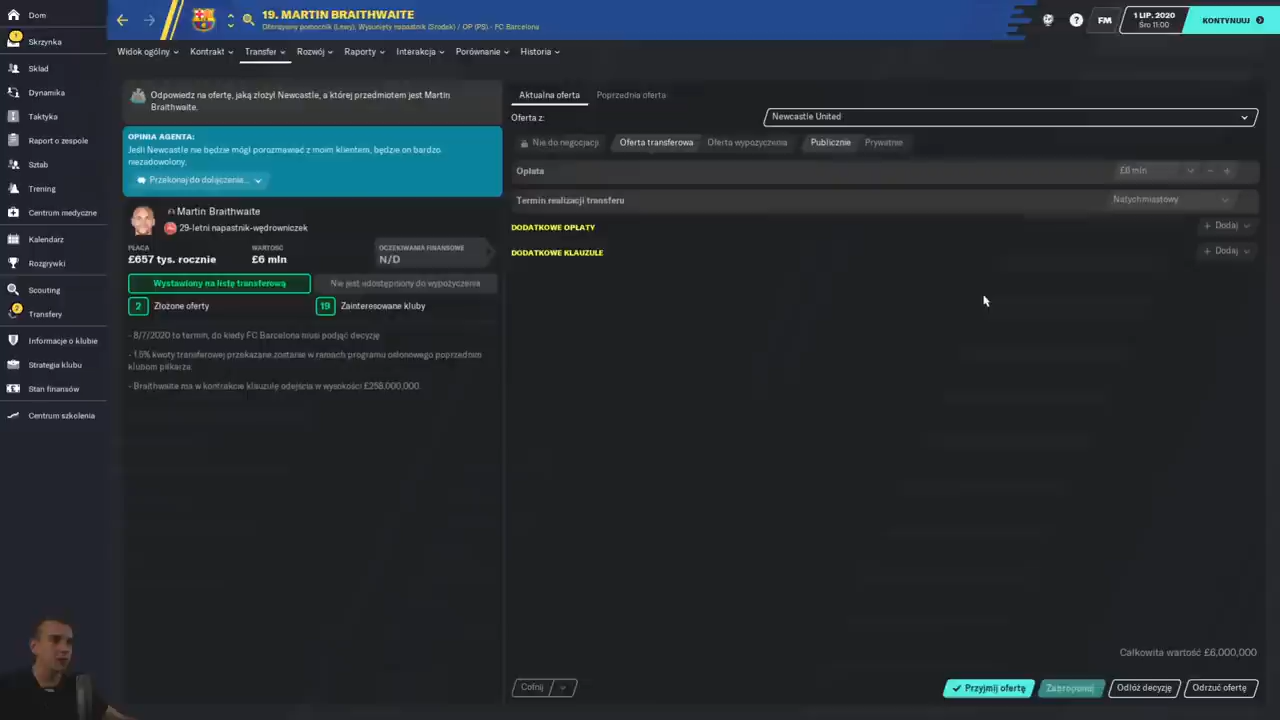 Dom
Skrzynka
Skład
Dynamika
Taktyka
Raport o zespole
Sztab
Trening
Centrum medyczne
Kalendarz
Rozgrywki
Scouting
Transfery
Informacje o klubie
Strategia klubu
Stan finansów
Centrum szkolenia
19. MARTIN BRAITHWAITE
Ofensywny pomocnik (Lewy), Wysunięty napastnik (Środek) / OP (PŚ) - FC Barcelona
FM
1 LIP. 2020
Śro 11:00
KONTYNUUJ
Widok ogólny
Kontrakt
Transfer
Rozwój
Raporty
Interakcja
Porównanie
Historia
Odpowiedz na ofertę, jaką złożył Newcastle, a której przedmiotem jest Martin
Braithwaite.
OPINIA AGENTA:
Jeśli Newcastle nie będzie mógł porozmawiać z moim klientem, będzie on bardzo
niezadowolony.
Przekonaj do dołączenia...
Martin Braithwaite
29-letni napastnik-wędrowniczek
PŁACA
£657 tys. rocznie
WARTOŚĆ
£6 mln
OCZEKIWANIA FINANSOWE
N/D
Wystawiony na listę transferową
Nie jest udostępniony do wypożyczenia
2 Złożone oferty
19 Zainteresowane kluby
- 8/7/2020 to termin, do kiedy FC Barcelona musi podjąć decyzję
- 1,5% kwoty transferowej przekazane zostanie w ramach programu osłonowego poprzednim
klubom piłkarza.
- Braithwaite ma w kontrakcie klauzulę odejścia w wysokości £258,000,000
Aktualna oferta
Poprzednia oferta
Oferta z:
Newcastle United
Nie do negocjacji
Oferta transferowa
Oferta wypożyczenia
Publicznie
Prywatnie
Opłata
£6 mln
Termin realizacji transferu
Natychmiastowy
DODATKOWE OPŁATY
+ Dodaj
DODATKOWE KLAUZULE
+ Dodaj
Całkowita wartość £6,000,000
Cofnij
Przyjmij ofertę
Zaproponuj
Odłóż decyzję
Odrzuć ofertę